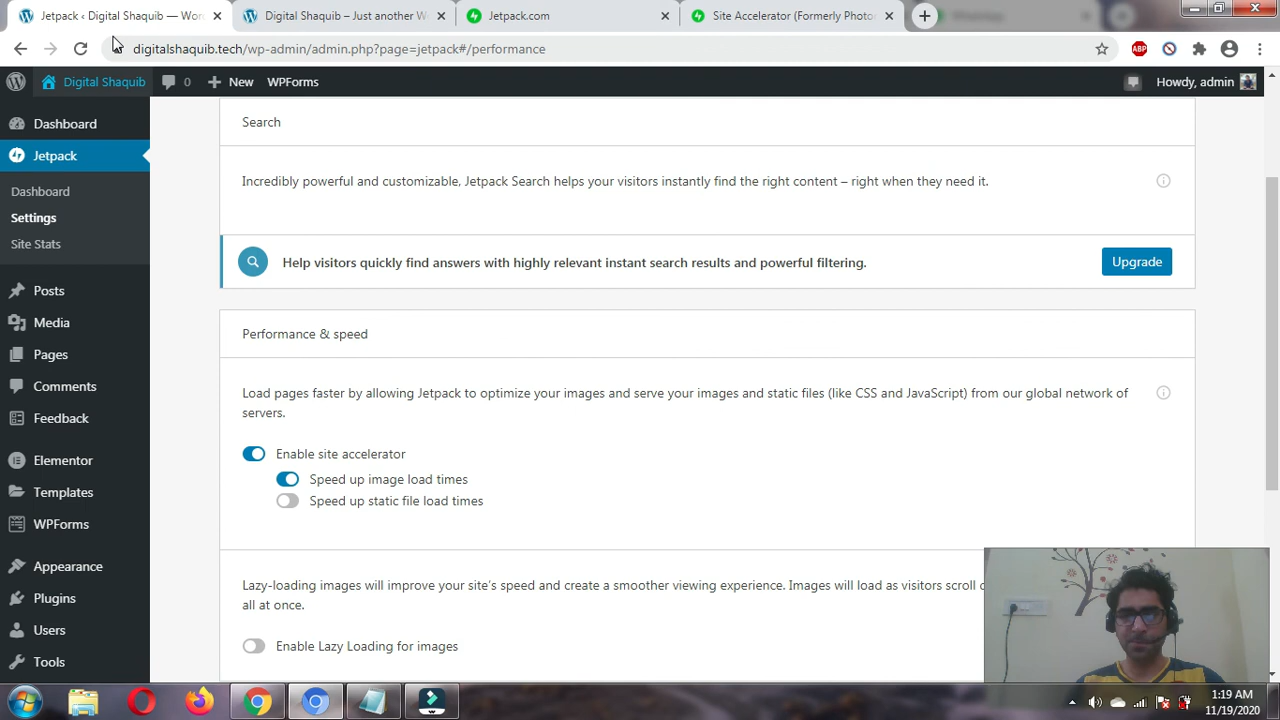 Jetpack ‹ Digital Shaquib — Wor
Digital Shaquib – Just another W
Jetpack.com
Site Accelerator (Formerly Photo
digitalshaquib.tech/wp-admin/admin.php?page=jetpack#/performance
Digital Shaquib
0
New
WPForms
Howdy, admin
Dashboard
Jetpack
Dashboard
Settings
Site Stats
Posts
Media
Pages
Comments
Feedback
Elementor
Templates
WPForms
Appearance
Plugins
Users
Tools
Search
Incredibly powerful and customizable, Jetpack Search helps your visitors instantly find the right content – right when they need it.
Help visitors quickly find answers with highly relevant instant search results and powerful filtering.
Upgrade
Performance & speed
Load pages faster by allowing Jetpack to optimize your images and serve your images and static files (like CSS and JavaScript) from our global network of
servers.
Enable site accelerator
Speed up image load times
Speed up static file load times
Lazy-loading images will improve your site's speed and create a smoother viewing experience. Images will load as visitors scroll
all at once.
Enable Lazy Loading for images
ABP
1:19 AM
11/19/2020